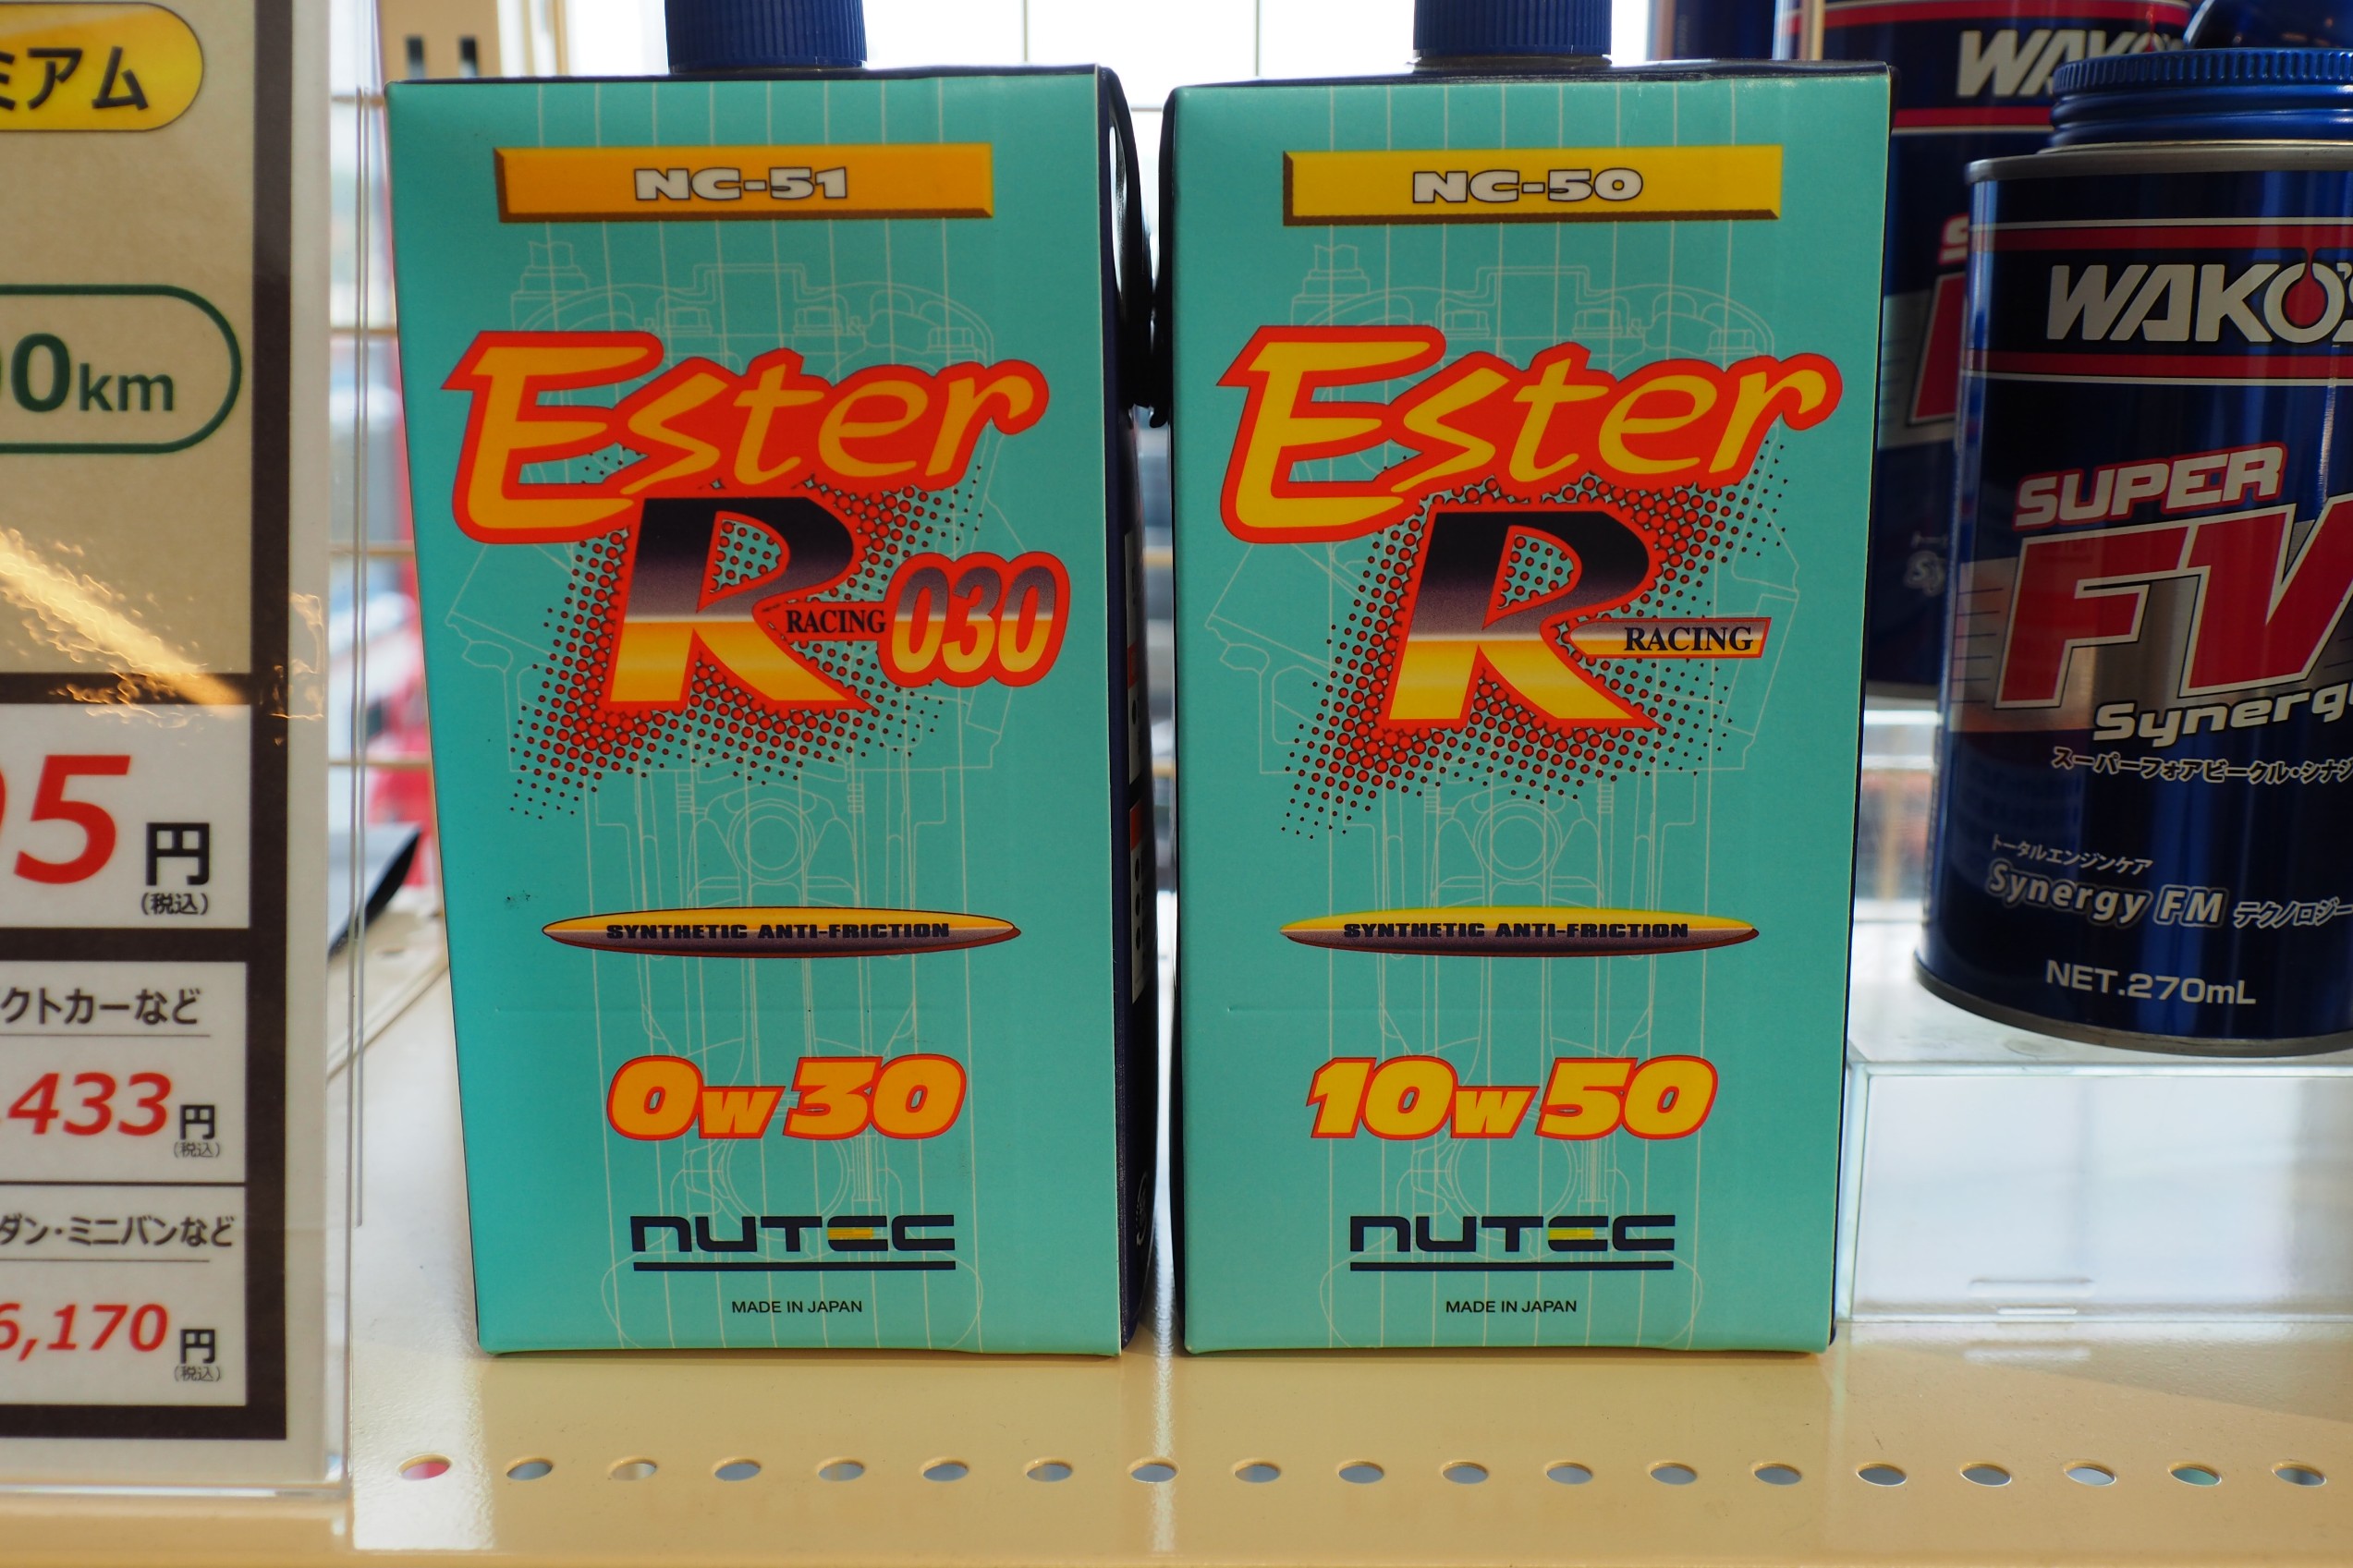 ミアム
00km
95円
(税込)
クトカーなど
,433円
(税込)
ダン・ミニバンなど
6,170円
(税込)
NC-51
Ester
R
RACING 030
SYNTHETIC ANTI-FRICTION
0W30
NUTEC
MADE IN JAPAN
NC-50
Ester
R
RACING
SYNTHETIC ANTI-FRICTION
10W50
NUTEC
MADE IN JAPAN
WAKO'S
SUPER
FV
Synergy
スーパーフォアビークル・シナジ
トータルエンジンケア
Synergy FM テクノロジー
NET.270mL